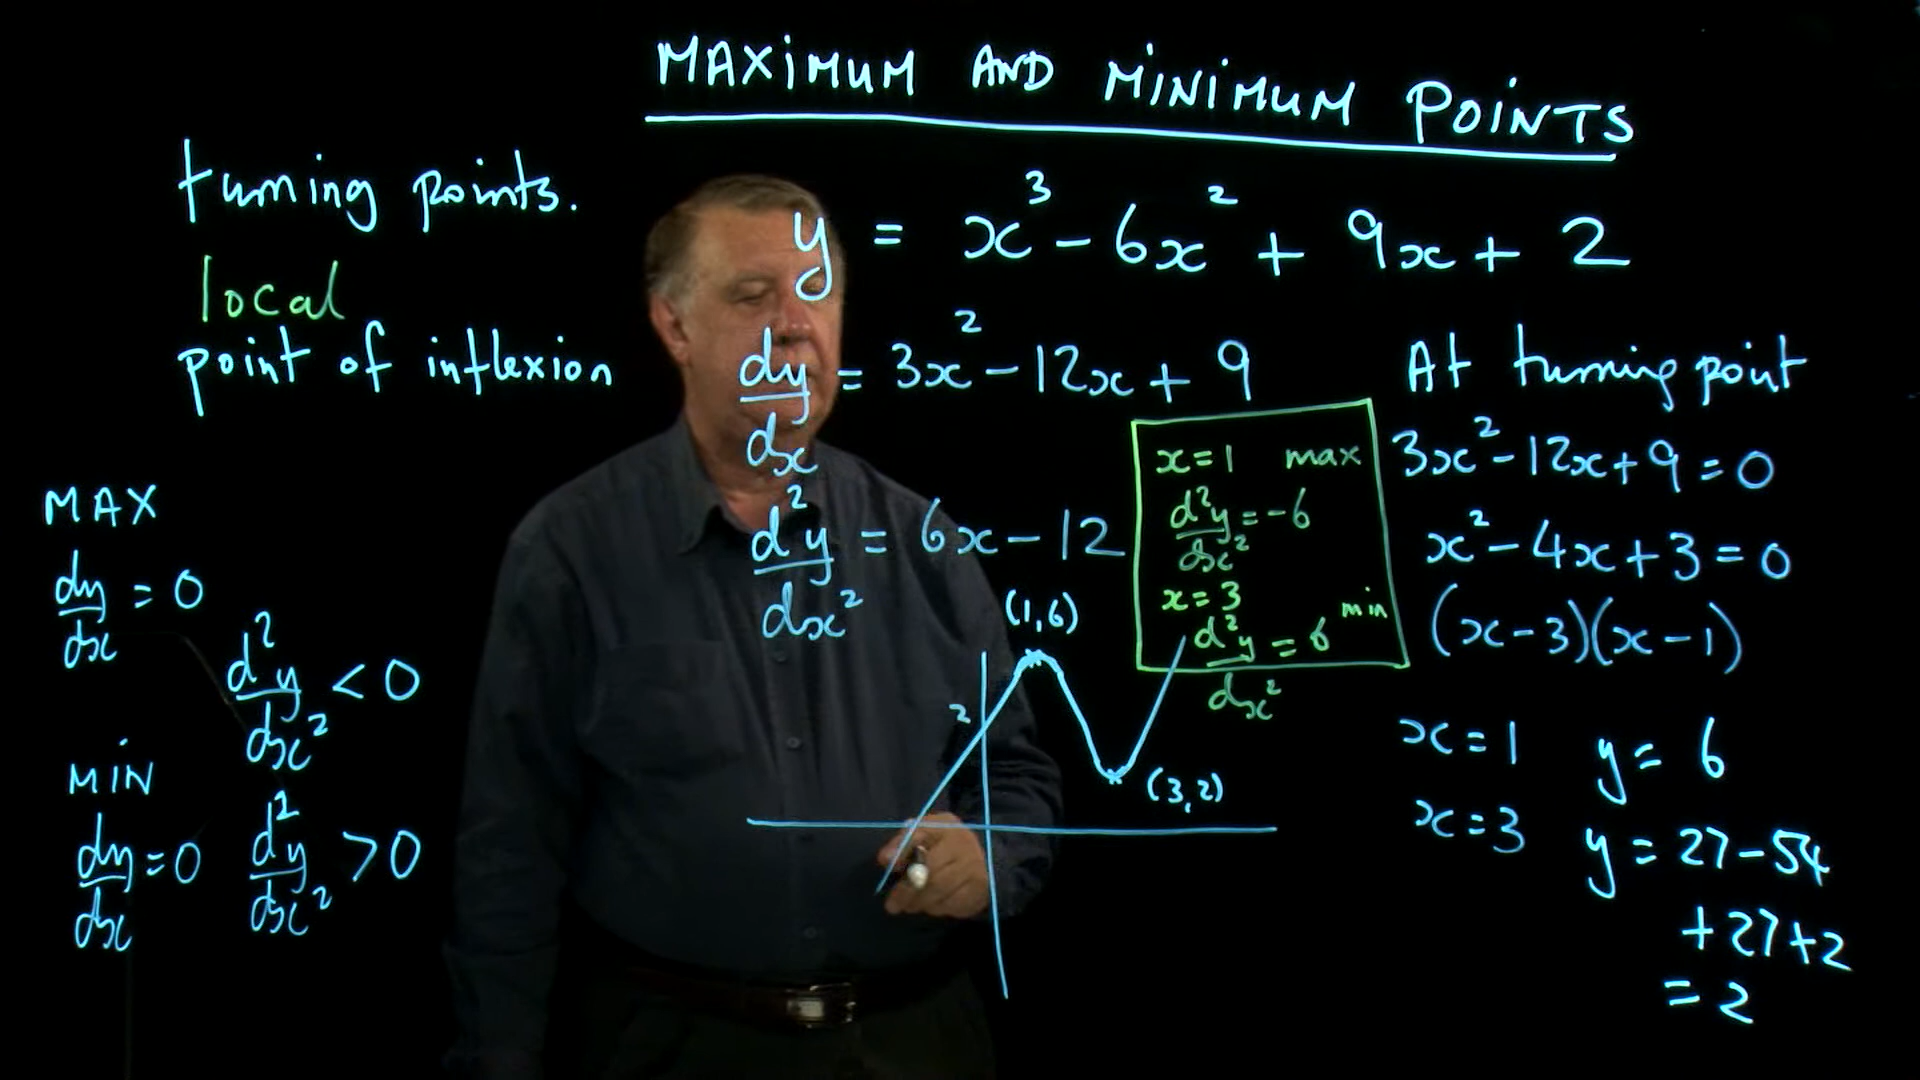 MAXIMUM AND MINIMUM POINTS
turning points.
local
point of inflexion
y = x³ - 6x² + 9x + 2
dy/dx = 3x² - 12x + 9
d²y/dx² = 6x - 12
At turning point
3x² - 12x + 9 = 0
x² - 4x + 3 = 0
(x - 3)(x - 1)
x = 1 y = 6
x = 3 y = 27 - 54
+ 27 + 2
= 2
x = 1 max
d²y/dx² = -6
x = 3 min
d²y/dx² = 6
MAX
dy/dx = 0
d²y/dx² < 0
MIN
dy/dx = 0 d²y/dx² > 0
(1,6)
2
(3,2)